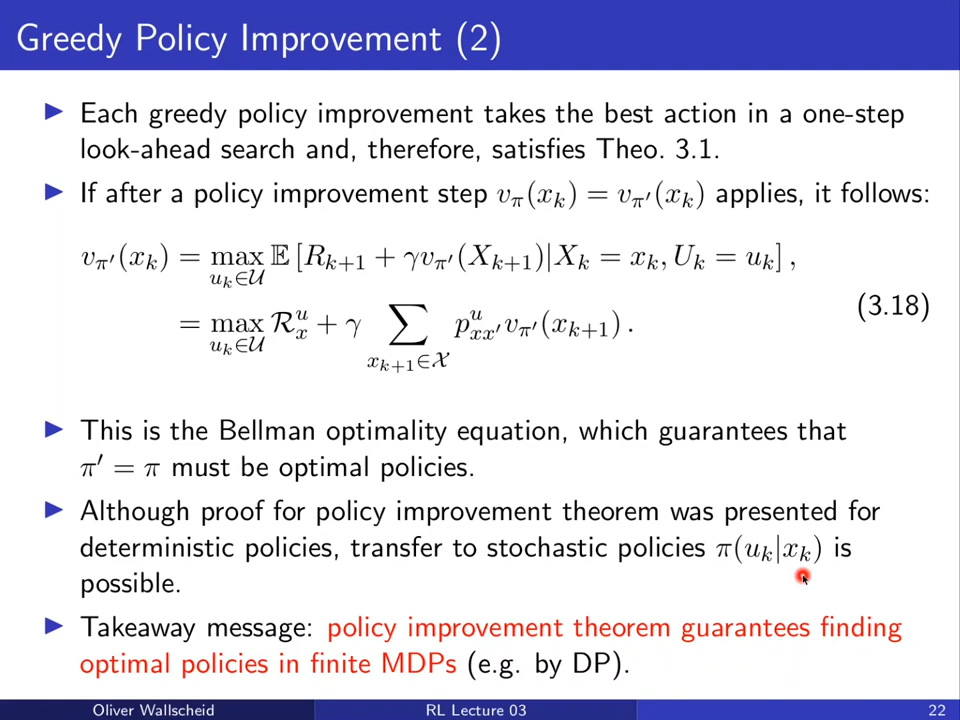 Greedy Policy Improvement (2)
▶ Each greedy policy improvement takes the best action in a one-step
look-ahead search and, therefore, satisfies Theo. 3.1.
▶ If after a policy improvement step $v_\pi(x_k) = v_{\pi'}(x_k)$ applies, it follows:
$v_{\pi'}(x_k) = \max_{u_k \in \mathcal{U}} \mathbb{E}\left[R_{k+1} + \gamma v_{\pi'}(X_{k+1}) | X_k = x_k, U_k = u_k\right],$
$= \max_{u_k \in \mathcal{U}} \mathcal{R}^u_x + \gamma \sum_{x_{k+1} \in \mathcal{X}} p^u_{xx'} v_{\pi'}(x_{k+1}).$
(3.18)
▶ This is the Bellman optimality equation, which guarantees that
$\pi' = \pi$ must be optimal policies.
▶ Although proof for policy improvement theorem was presented for
deterministic policies, transfer to stochastic policies $\pi(u_k|x_k)$ is
possible.
▶ Takeaway message: policy improvement theorem guarantees finding
optimal policies in finite MDPs (e.g. by DP).
Oliver Wallscheid
RL Lecture 03
22